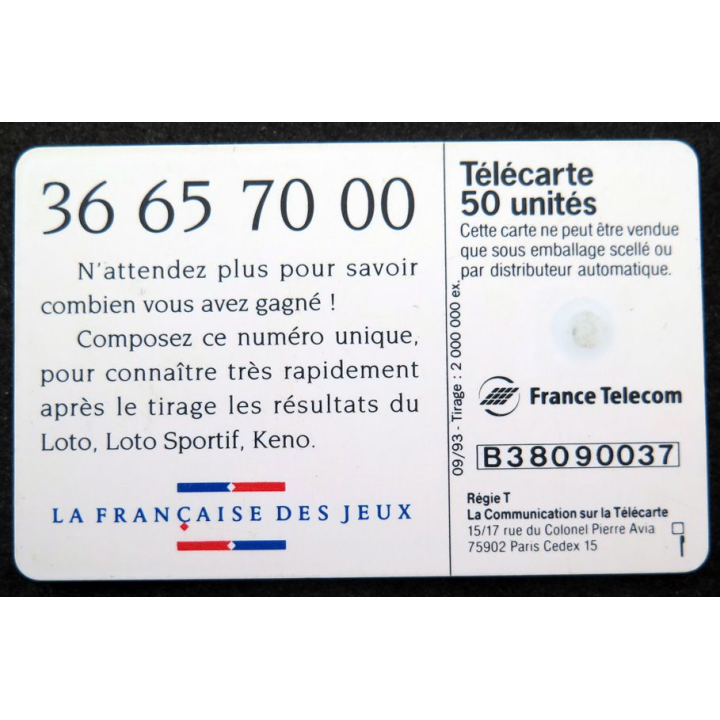 36 65 70 00
N'attendez plus pour savoir
combien vous avez gagné !
Composez ce numéro unique,
pour connaître très rapidement
après le tirage les résultats du
Loto, Loto Sportif, Keno.
LA FRANÇAISE DES JEUX
09/93 - Tirage : 2 000 000 ex.
Télécarte
50 unités
Cette carte ne peut être vendue
que sous emballage scellé ou
par distributeur automatique.
France Telecom
B38090037
Régie T
La Communication sur la Télécarte
15/17 rue du Colonel Pierre Avia
75902 Paris Cedex 15